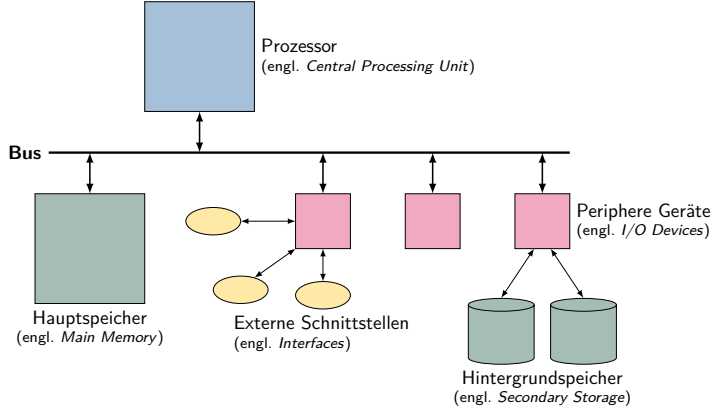 Prozessor
(engl. Central Processing Unit)
Bus
Periphere Geräte
(engl. I/O Devices)
Hauptspeicher
(engl. Main Memory)
Externe Schnittstellen
(engl. Interfaces)
Hintergrundspeicher
(engl. Secondary Storage)